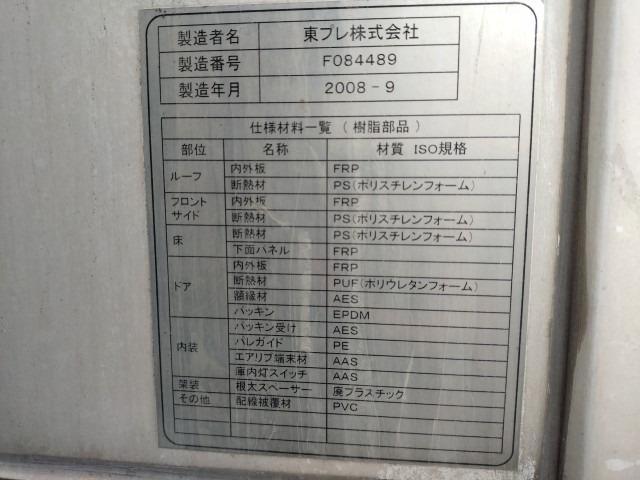 製造者名 東プレ株式会社
製造番号 F084489
製造年月 2008-9
仕様材料一覧(樹脂部品)
部位 名称 材質 ISO規格
ルーフ 内外板 FRP
断熱材 PS(ポリスチレンフォーム)
フロント 内外板 FRP
サイド 断熱材 PS(ポリスチレンフォーム)
床 断熱材 PS(ポリスチレンフォーム)
下面パネル FRP
ドア 内外板 FRP
断熱材 PUF(ポリウレタンフォーム)
額縁材 AES
パッキン EPDM
内装 パッキン受け AES
バレガイド PE
エアリブ端末材 AAS
庫内灯スイッチ AAS
架装 根太スペーサー 廃プラスチック
その他 配線被覆材 PVC